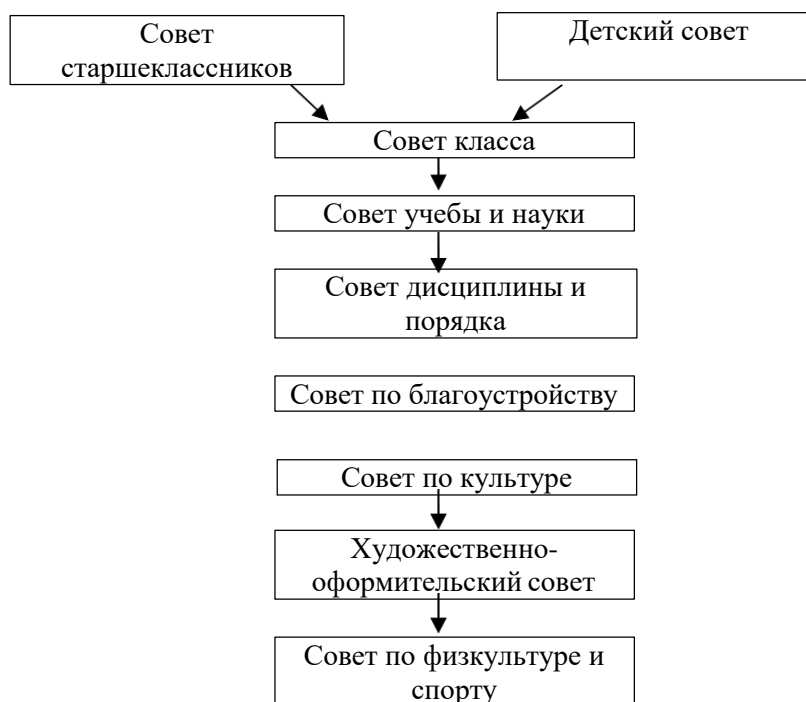 Совет
старшеклассников
Детский совет
Совет класса
Совет учебы и науки
Совет дисциплины и
порядка
Совет по благоустройству
Совет по культуре
Художественно-
оформительский совет
Совет по физкультуре и
спорту